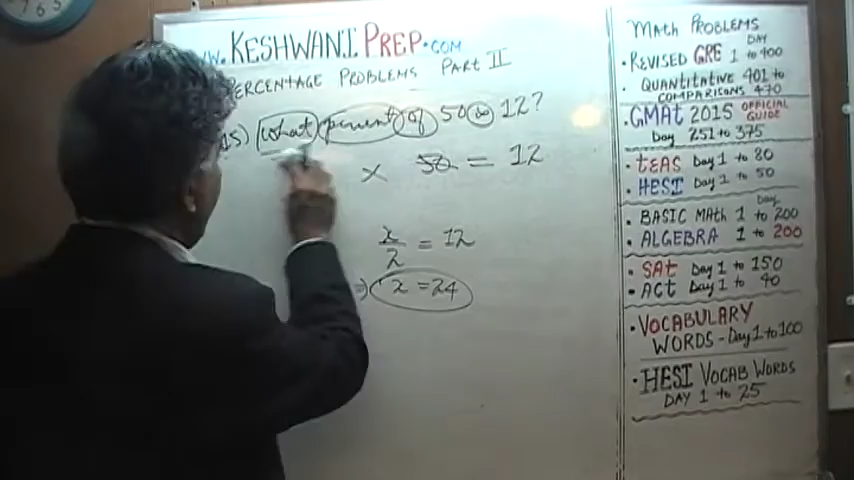 W.KESHWANIPREP.COM
PERCENTAGE PROBLEMS PART II
15) What percent of 50 is 12?
x 50 = 12
x/2 = 12
⇒) x = 24
MATH PROBLEMS
DAY
• REVISED GRE 1 to 400
• QUANTITATIVE 401 to
COMPARISONS 470
• GMAT 2015 OFFICIAL
GUIDE
Day 251 to 375
• TEAS Day 1 to 80
• HESI Day 1 to 50
Day
• BASIC MATH 1 to 200
• ALGEBRA 1 to 200
• SAT Day 1 to 150
• ACT Day 1 to 40
• VOCABULARY
WORDS - Day 1 to 100
• HESI VOCAB WORDS
DAY 1 to 25